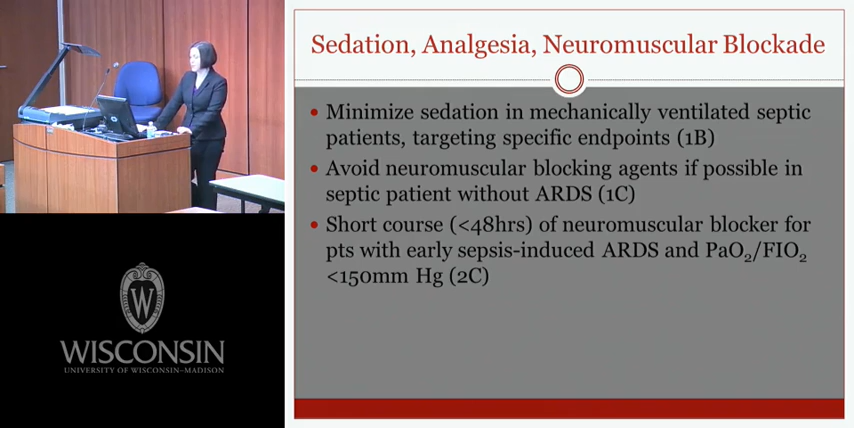 Sedation, Analgesia, Neuromuscular Blockade
• Minimize sedation in mechanically ventilated septic
patients, targeting specific endpoints (1B)
• Avoid neuromuscular blocking agents if possible in
septic patient without ARDS (1C)
• Short course (<48hrs) of neuromuscular blocker for
pts with early sepsis-induced ARDS and PaO₂/FIO₂
<150mm Hg (2C)
W
WISCONSIN
UNIVERSITY OF WISCONSIN–MADISON